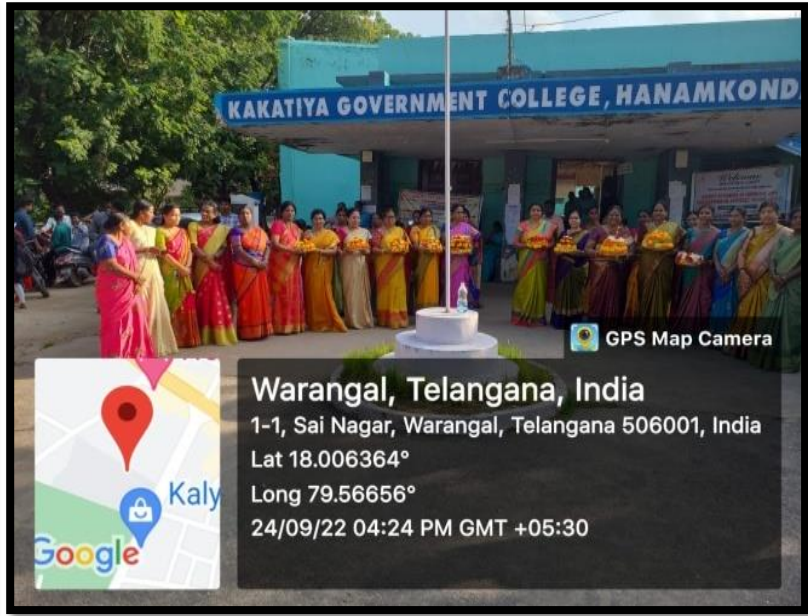 KAKATIYA GOVERNMENT COLLEGE, HANAMKOND
Welcome
GPS Map Camera
Warangal, Telangana, India
1-1, Sai Nagar, Warangal, Telangana 506001, India
Lat 18.006364°
Long 79.56656°
24/09/22 04:24 PM GMT +05:30
Kaly
Google